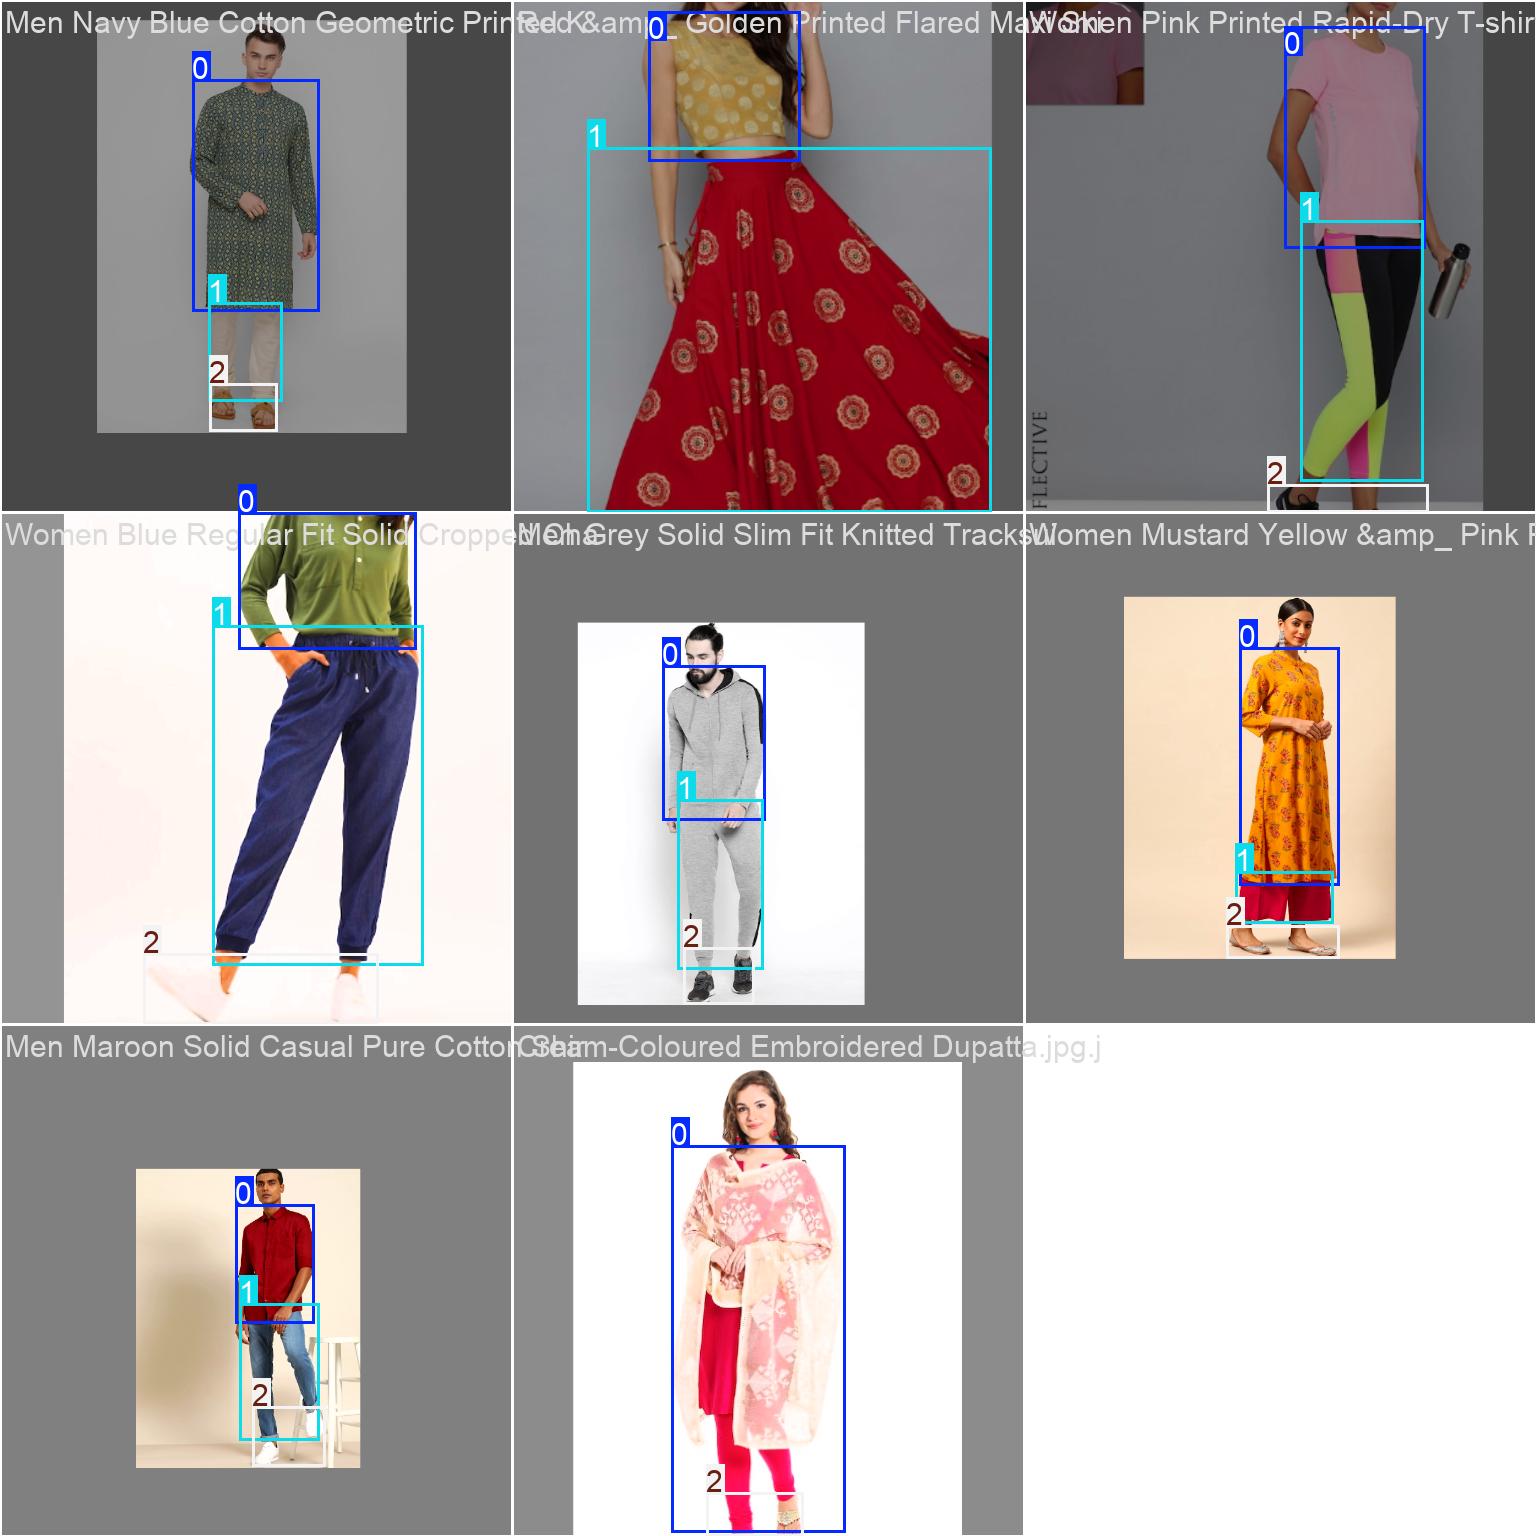 Men Navy Blue Cotton Geometric Printed K
Red &amp_ Golden Printed Flared Maxi Skir
Women Pink Printed Rapid-Dry T-shir
0
1
2
0
1
0
1
2
FLECTIVE
Women Blue Regular Fit Solid Cropped Cha
Men Grey Solid Slim Fit Knitted Tracksui
Women Mustard Yellow &amp_ Pink P
0
1
2
0
1
2
0
1
2
Men Maroon Solid Casual Pure Cotton Shir
Cream-Coloured Embroidered Dupatta.jpg.j
0
1
2
0
2